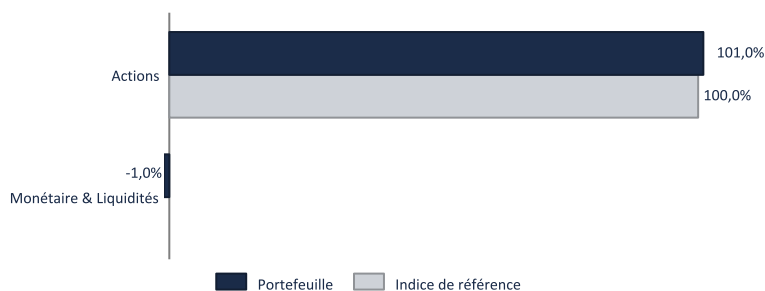 101,0%
Actions
100,0%
-1,0%
Monétaire & Liquidités
Portefeuille
Indice de référence